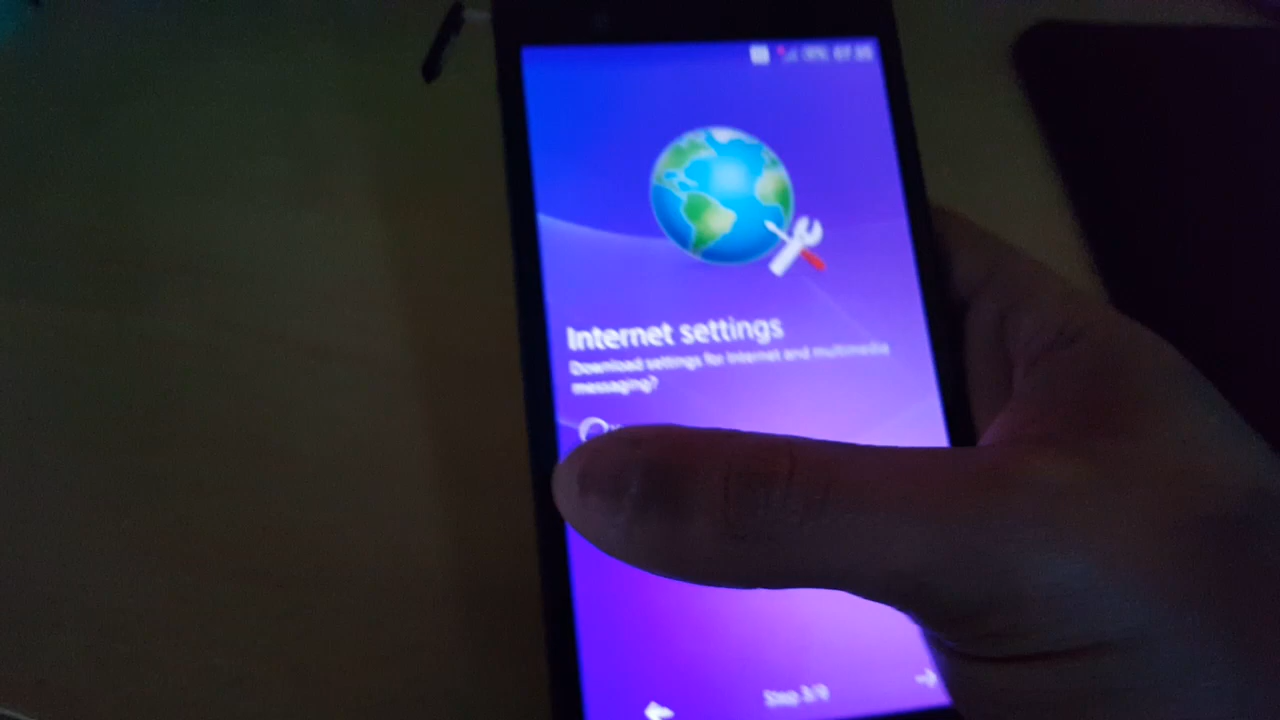 Internet settings
Download settings for internet and multimedia
messaging?
Step 3/9